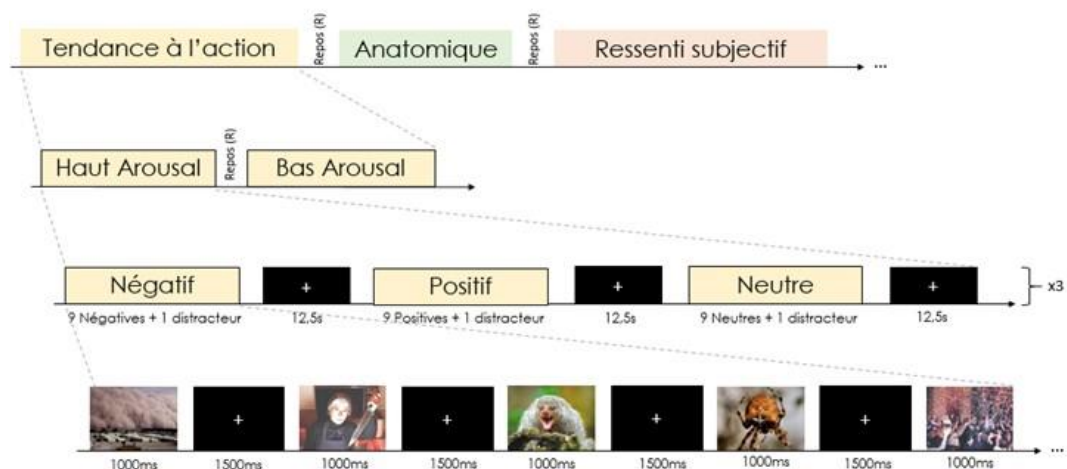 Tendance à l'action
Repos (R)
Anatomique
Repos (R)
Ressenti subjectif
...
Haut Arousal
Repos (R)
Bas Arousal
Négatif
+
Positif
+
Neutre
+
x3
9 Négatives + 1 distracteur
12,5s
9 Positives + 1 distracteur
12,5s
9 Neutres + 1 distracteur
12,5s
+
+
+
+
+
...
1000ms
1500ms
1000ms
1500ms
1000ms
1500ms
1000ms
1500ms
1000ms